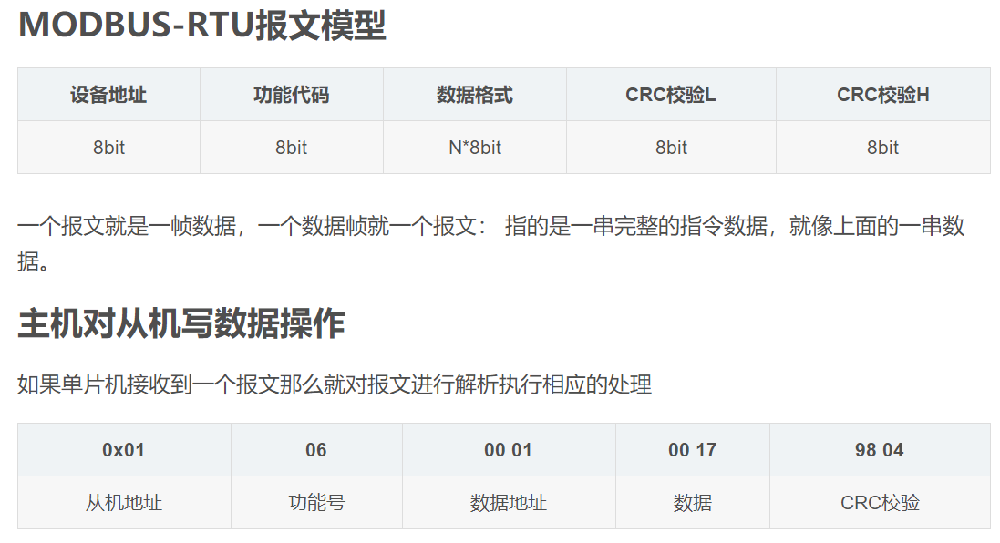 MODBUS-RTU报文模型
设备地址 功能代码 数据格式 CRC校验L CRC校验H
8bit 8bit N*8bit 8bit 8bit
一个报文就是一帧数据，一个数据帧就一个报文： 指的是一串完整的指令数据，就像上面的一串数
据。
主机对从机写数据操作
如果单片机接收到一个报文那么就对报文进行解析执行相应的处理
0x01 06 00 01 00 17 98 04
从机地址 功能号 数据地址 数据 CRC校验